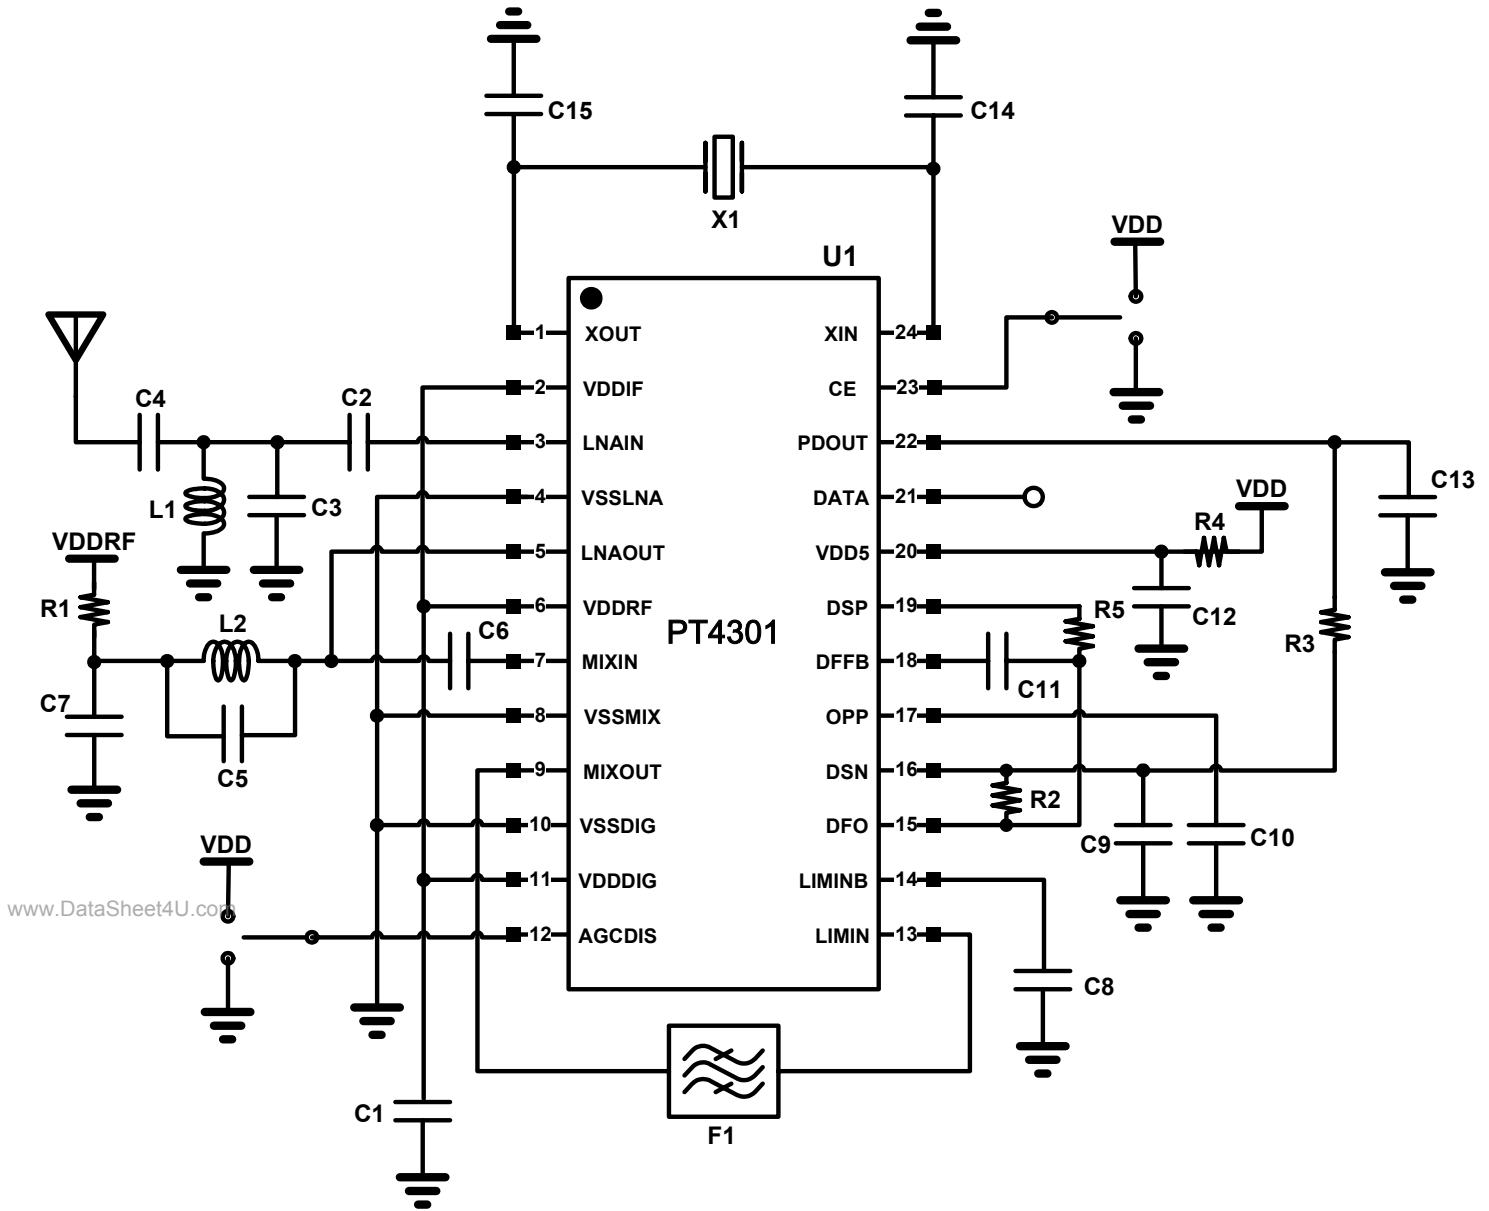 C15
C14
X1
VDD
U1
1 XOUT
XIN 24
2 VDDIF
CE 23
C4
C2
3 LNAIN
PDOUT 22
C13
L1
C3
4 VSSLNA
DATA 21
VDD
R4
VDDRF
5 LNAOUT
VDD5 20
R1
6 VDDRF
DSP 19
R5
C12
L2
C6
PT4301
R3
7 MIXIN
DFFB 18
C11
C7
8 VSSMIX
OPP 17
C5
9 MIXOUT
DSN 16
R2
10 VSSDIG
DFO 15
C9
C10
VDD
11 VDDDIG
LIMINB 14
www.DataSheet4U.com
12 AGCDIS
LIMIN 13
C8
C1
F1